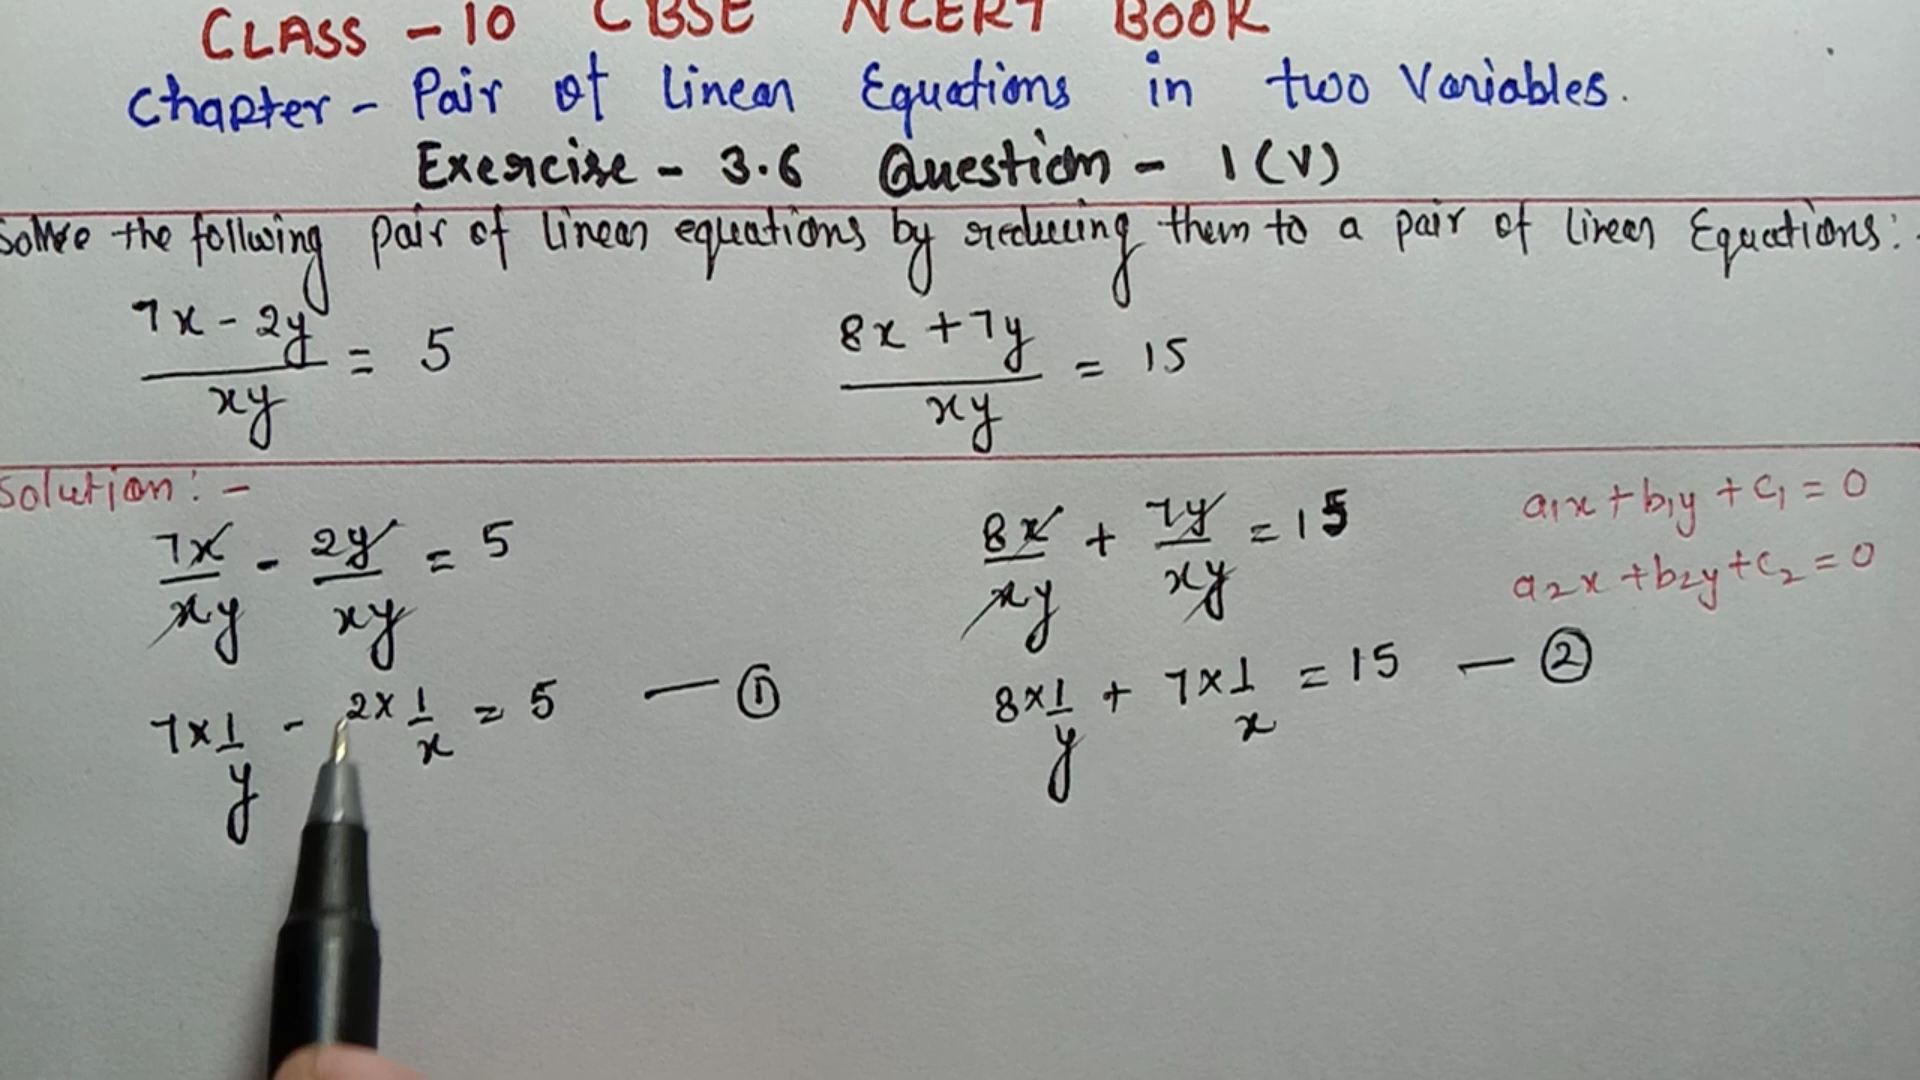 CLASS - 10 CBSE NCERT BOOK
Chapter - Pair of linear Equations in two Variables.
Exercise - 3.6 Question - 1 (V)
Solve the following pair of linear equations by reducing them to a pair of linear Equations: -
7x - 2y / xy = 5    8x + 7y / xy = 15
Solution: -
7x/xy - 2y/xy = 5    8x/xy + 7y/xy = 15    a₁x + b₁y + c₁ = 0
a₂x + b₂y + c₂ = 0
7 × 1/y - 2 × 1/x = 5 — ①    8 × 1/y + 7 × 1/x = 15 — ②